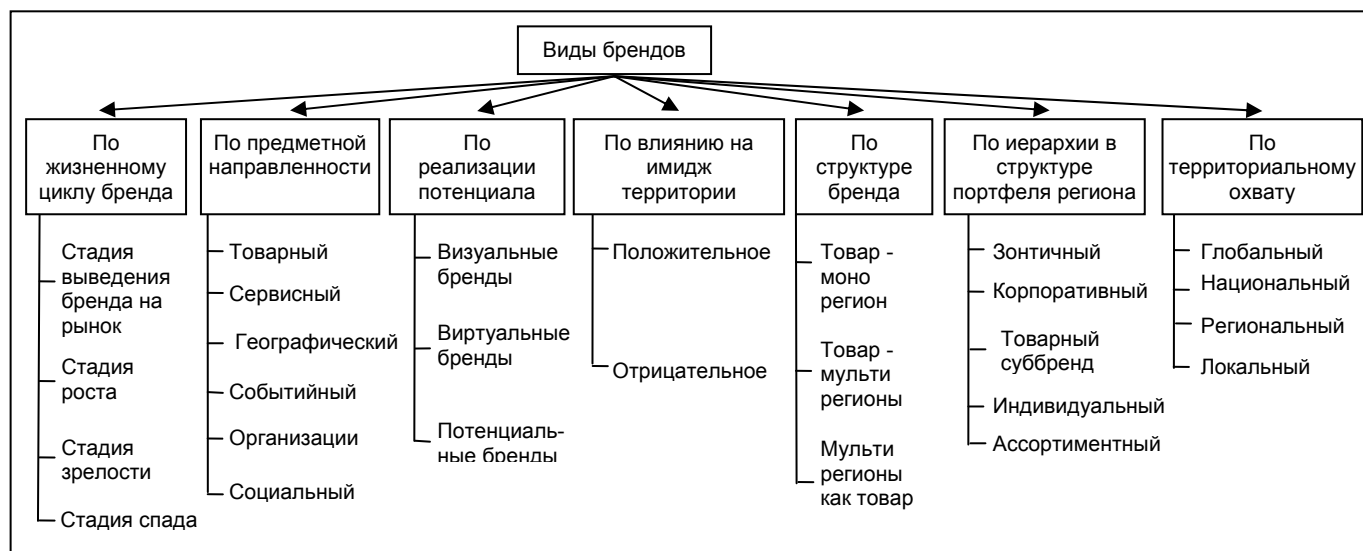 Виды брендов
По
жизненному
циклу бренда
По предметной
направленности
По
реализации
потенциала
По влиянию на
имидж
территории
По
структуре
бренда
По иерархии в
структуре
портфеля региона
По
территориальному
охвату
Стадия
выведения
бренда на
рынок
Стадия
роста
Стадия
зрелости
Стадия спада
Товарный
Сервисный
Географический
Событийный
Организации
Социальный
Визуальные
бренды
Виртуальные
бренды
Потенциаль-
ные бренды
Положительное
Отрицательное
Товар -
моно
регион
Товар -
мульти
регионы
Мульти
регионы
как товар
Зонтичный
Корпоративный
Товарный
суббренд
Индивидуальный
Ассортиментный
Глобальный
Национальный
Региональный
Локальный